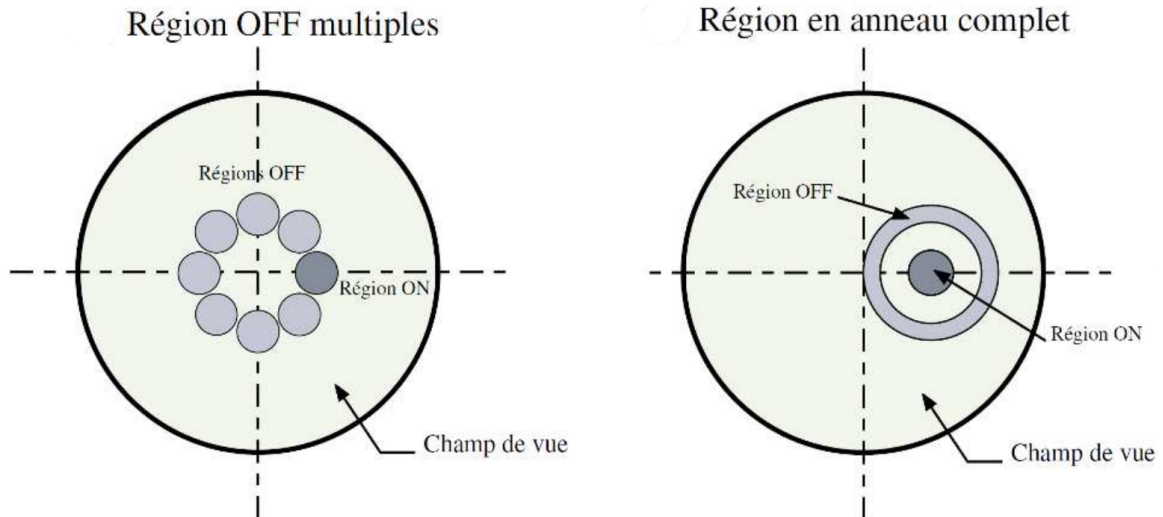 Région OFF multiples
Régions OFF
Région ON
Champ de vue
Région en anneau complet
Région OFF
Région ON
Champ de vue